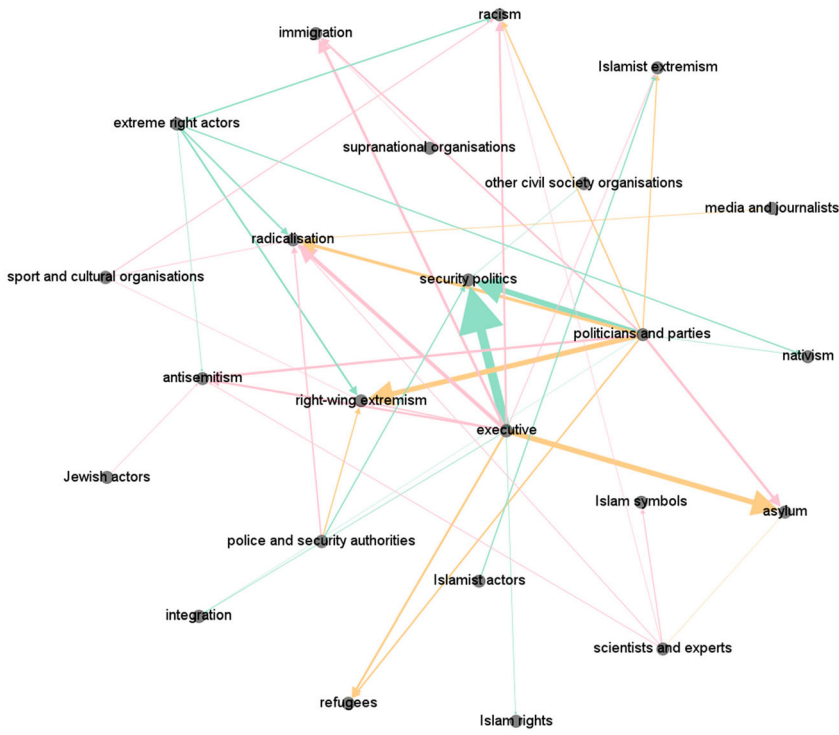 racism
immigration
Islamist extremism
extreme right actors
supranational organisations
other civil society organisations
media and journalists
radicalisation
sport and cultural organisations
security politics
politicians and parties
nativism
antisemitism
right-wing extremism
executive
Jewish actors
Islam symbols
asylum
police and security authorities
Islamist actors
integration
scientists and experts
refugees
Islam rights